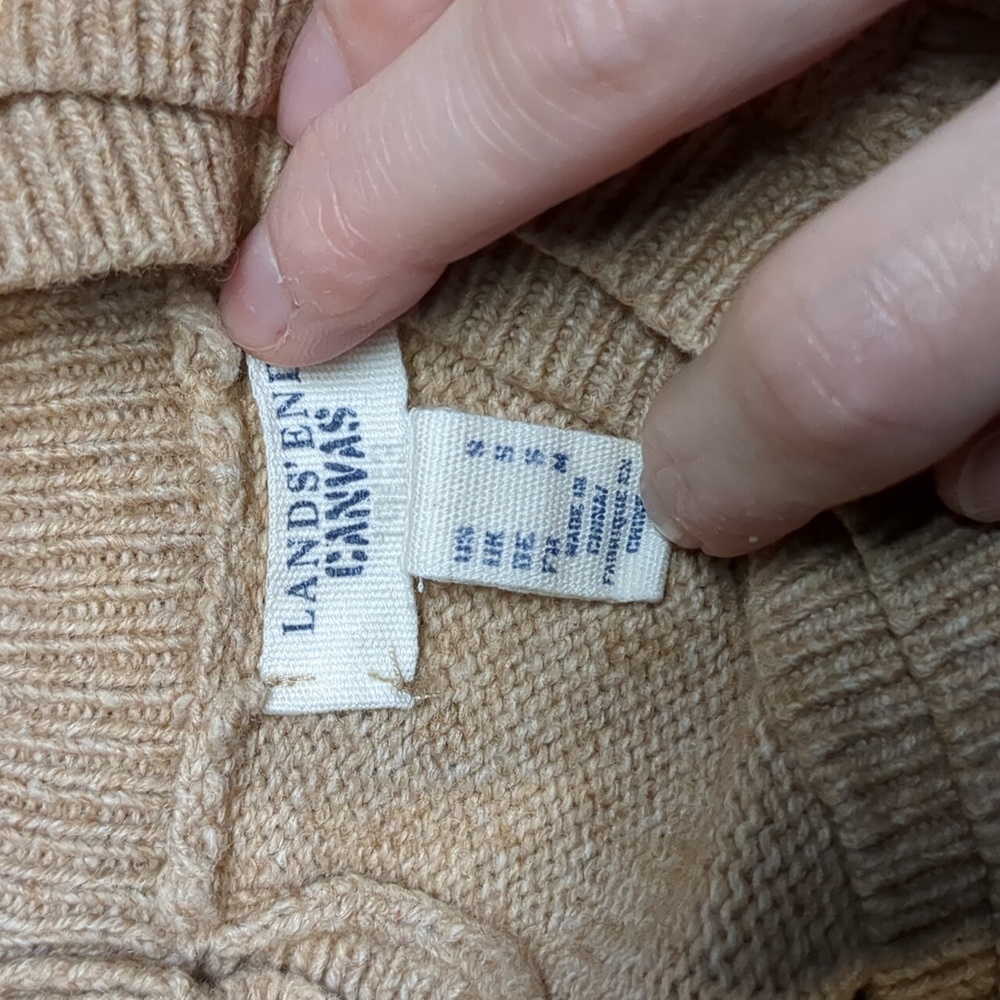 LANDS' EN
CANVAS
US S
UK S
DE S
FR M
MADE IN
CHINA/
FABRIQUE EN
CHINE